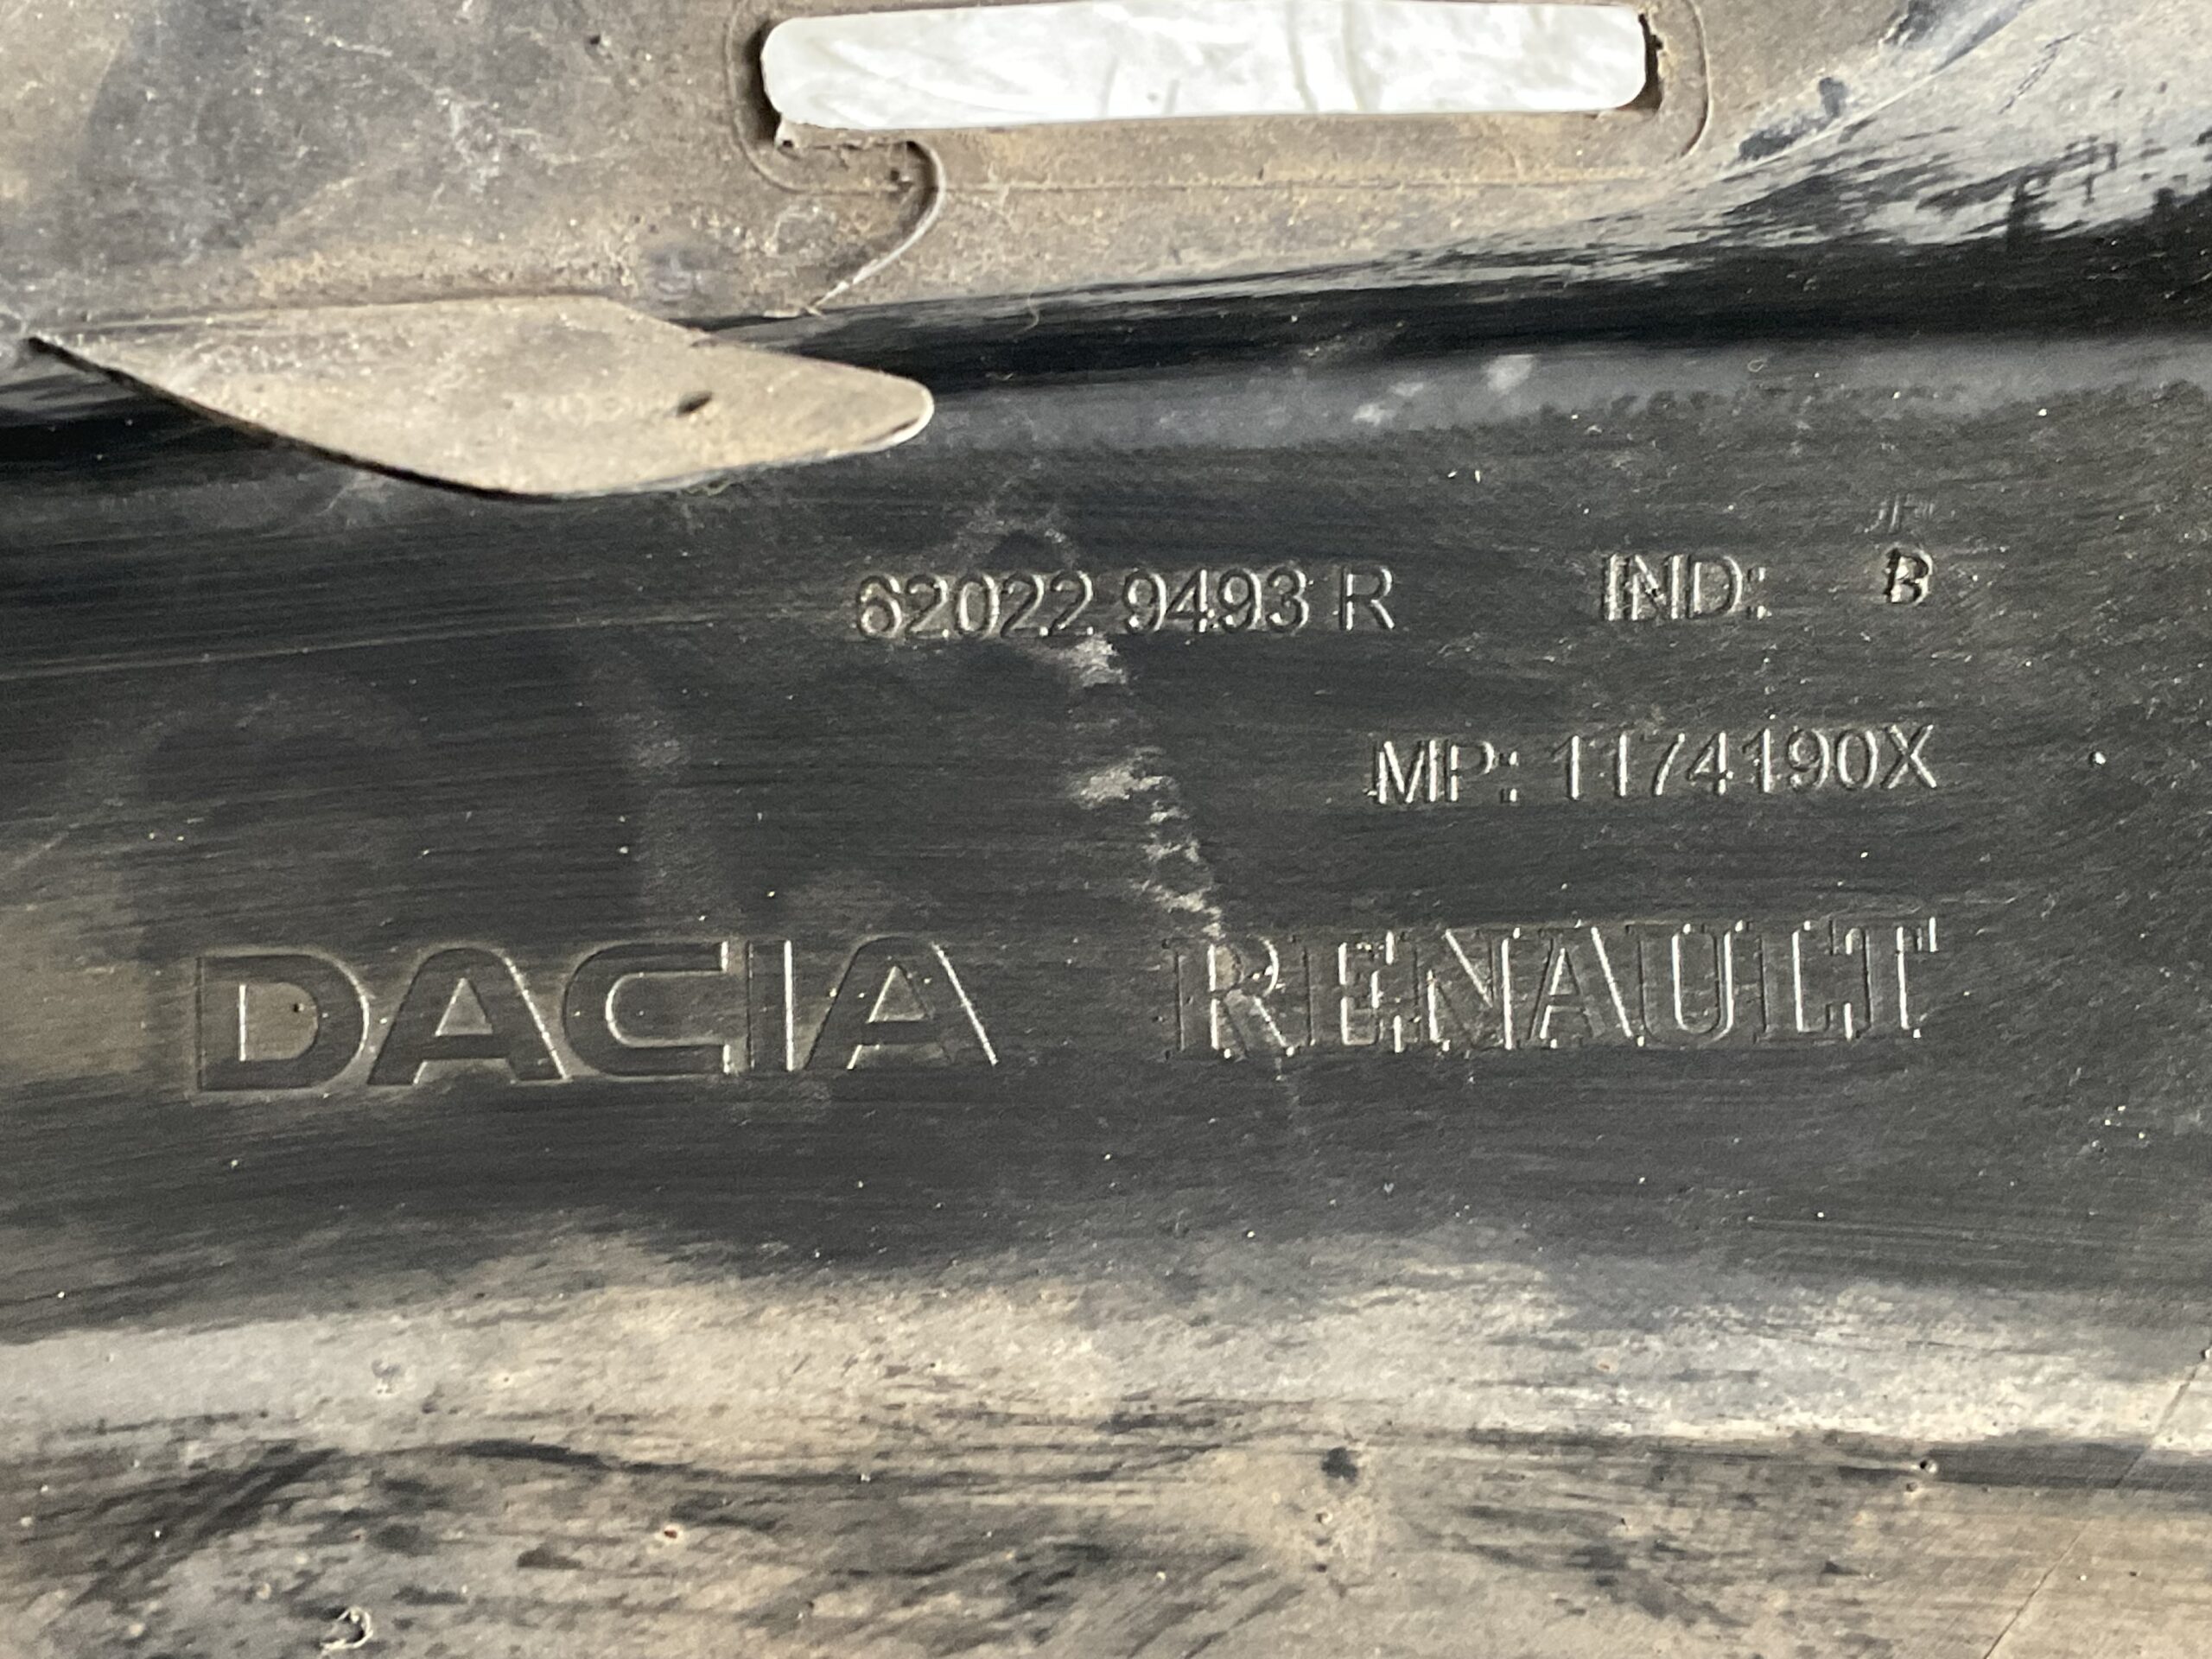 62022 9493 R IND: B
MP: 1174190X
DACIA RENAULT